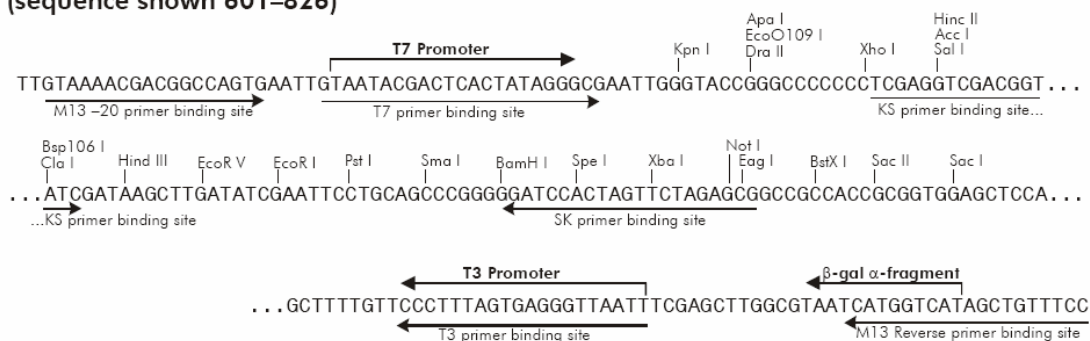 (sequence shown 601–826)
Apa I
EcoO109 I
Dra II
Hinc II
Acc I
Sal I
T7 Promoter
Kpn I
Xho I
TTGTAAAACGACGGCCAGTGAATTGTAATACGACTCACTATAGGGCGAATTGGGTACCGGGCCCCCCCTCGAGGTCGACGGT...
M13 –20 primer binding site
T7 primer binding site
KS primer binding site...
Bsp106 I
Cla I
Hind III
EcoR V
EcoR I
Pst I
Sma I
BamH I
Spe I
Xba I
Not I
Eag I
BstX I
Sac II
Sac I
...ATCGATAAGCTTGATATCGAATTCCTGCAGCCCGGGGGATCCACTAGTTCTAGAGCGGCCGCCACCGCGGTGGAGCTCCA...
...KS primer binding site
SK primer binding site
T3 Promoter
β-gal α-fragment
...GCTTTTGTTCCCTTTAGTGAGGGTTAATTTCGAGCTTGGCGTAATCATGGTCATAGCTGTTTCC
T3 primer binding site
M13 Reverse primer binding site